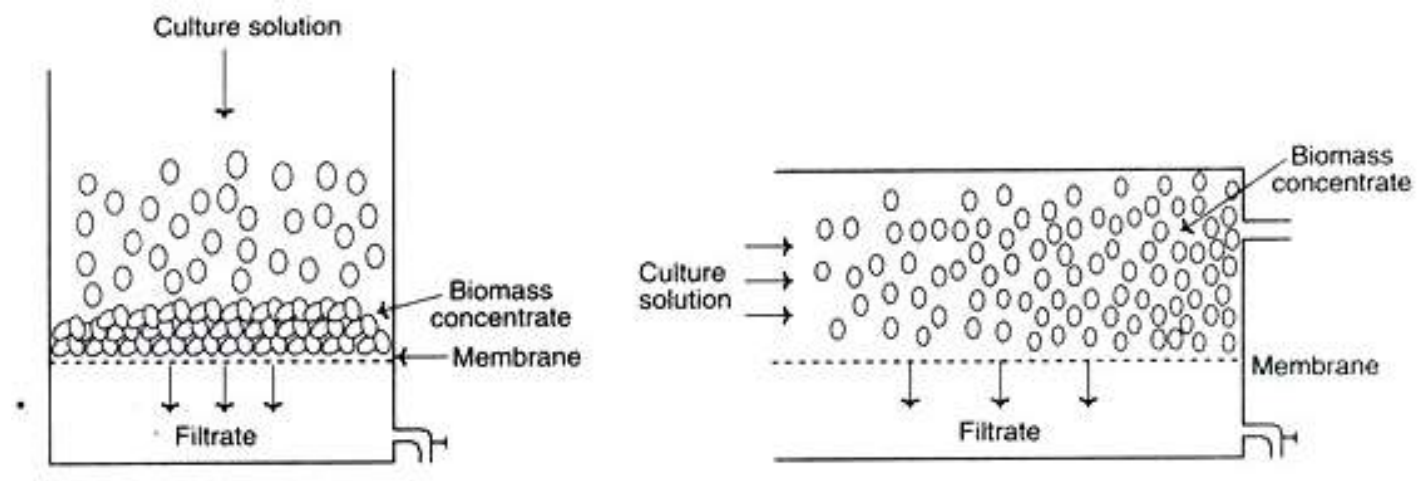 Culture solution
Biomass
concentrate
Membrane
Filtrate
Culture
solution
Biomass
concentrate
Membrane
Filtrate